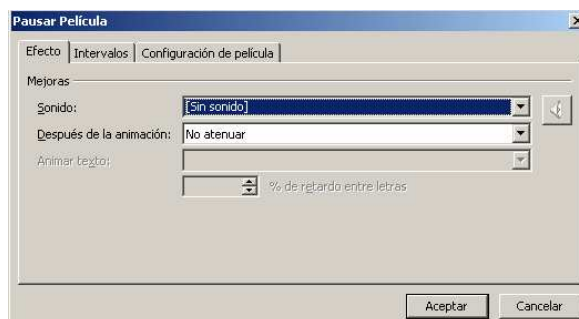 Pausar Película
Efecto Intervalos Configuración de película
Mejoras
Sonido: [Sin sonido]
Después de la animación: No atenuar
Animar texto:
% de retardo entre letras
Aceptar Cancelar